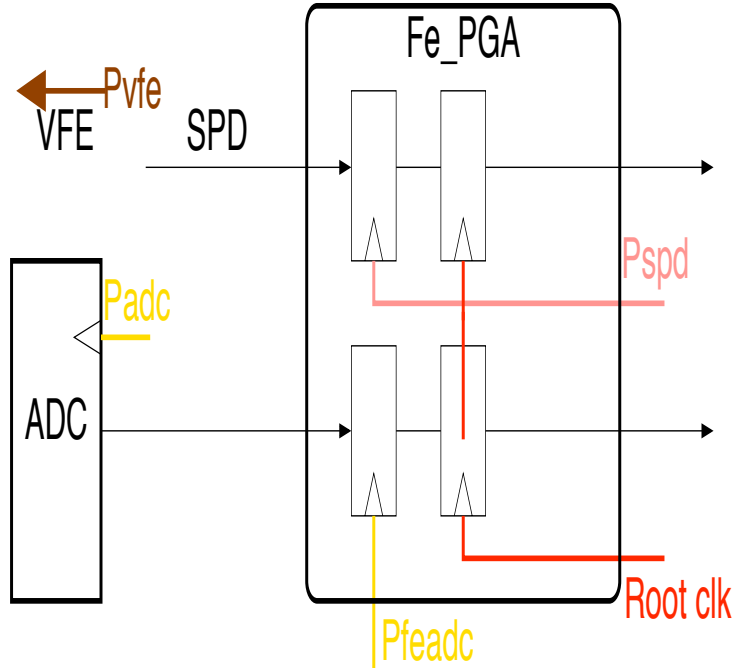 Fe_PGA
Pvfe
VFE
SPD
Pspd
Padc
ADC
Root clk
Pfeadc